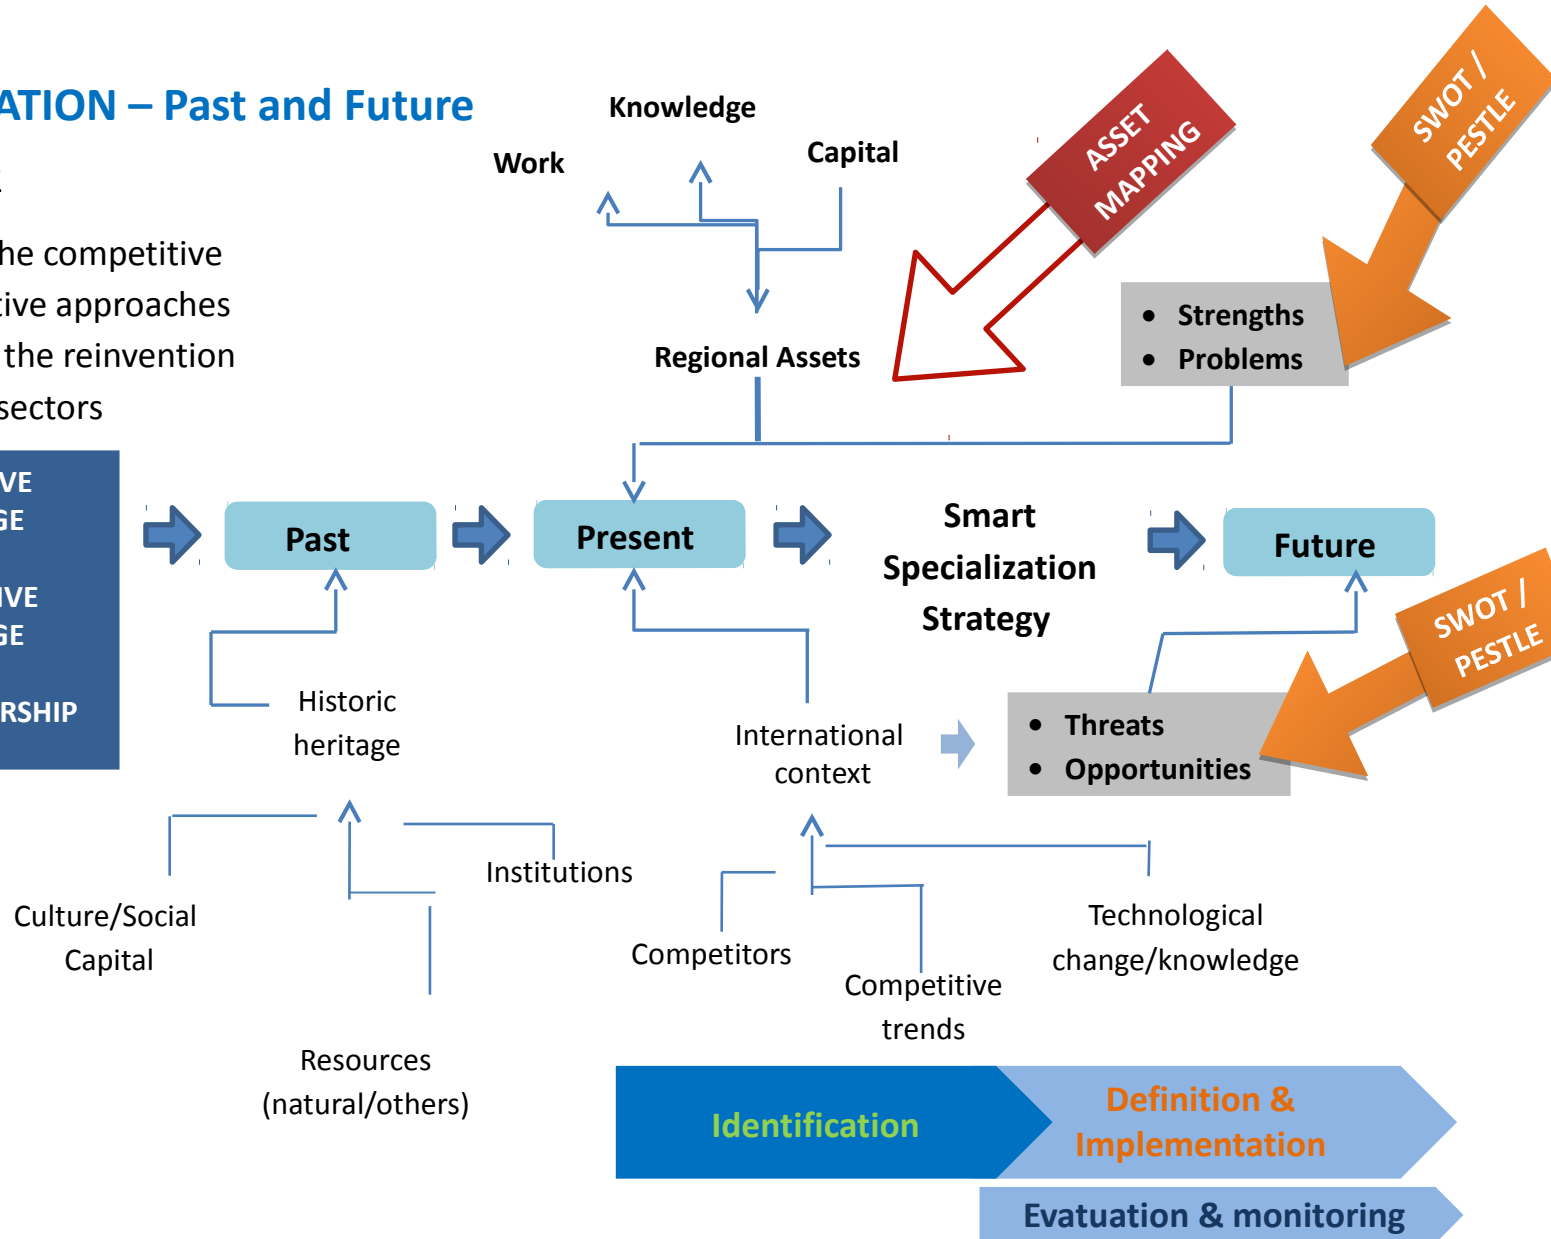 ATION – Past and Future
he competitive
tive approaches
the reinvention
sectors
Work
Knowledge
Capital
ASSET
MAPPING
SWOT /
PESTLE
Regional Assets
• Strengths
• Problems
VE
GE
IVE
GE
RSHIP
Past
Present
Smart
Specialization
Strategy
Future
SWOT /
PESTLE
Historic
heritage
International
context
• Threats
• Opportunities
Culture/Social
Capital
Institutions
Resources
(natural/others)
Competitors
Competitive
trends
Technological
change/knowledge
Identification
Definition &
Implementation
Evatuation & monitoring